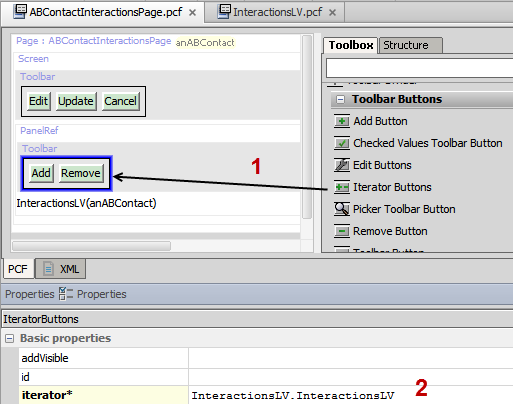 ABContactInteractionsPage.pcf
InteractionsLV.pcf
Page : ABContactInteractionsPage anABContact
Screen
Toolbar
Edit Update Cancel
PanelRef
Toolbar
Add Remove
InteractionsLV(anABContact)
1
Toolbox Structure
Toolbar Buttons
Add Button
Checked Values Toolbar Button
Edit Buttons
Iterator Buttons
Picker Toolbar Button
Remove Button
PCF XML
Properties Properties
IteratorButtons
Basic properties
addVisible
id
iterator* InteractionsLV.InteractionsLV
2